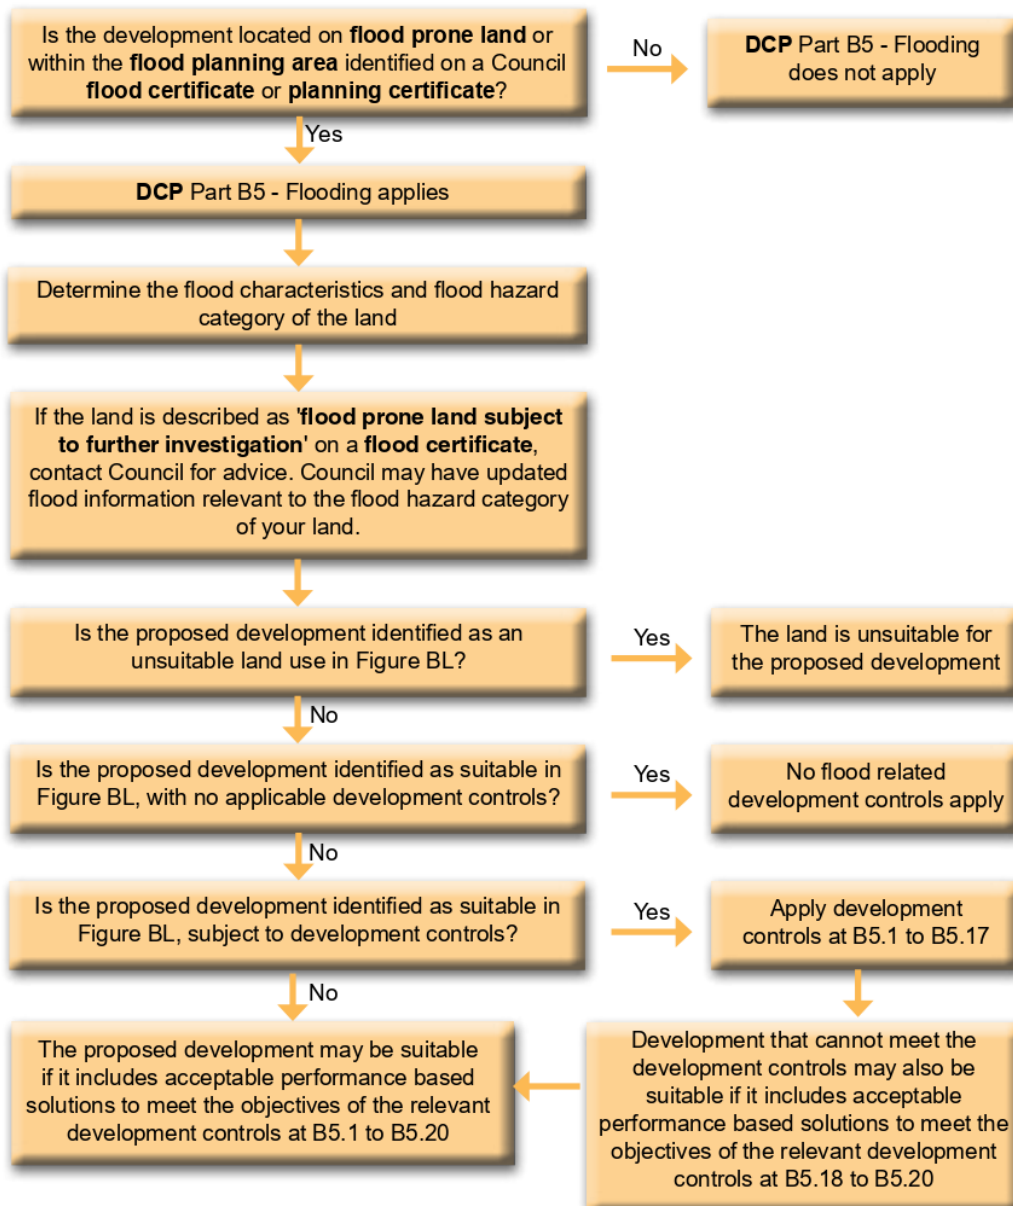 Is the development located on flood prone land or
within the flood planning area identified on a Council
flood certificate or planning certificate?
No
DCP Part B5 - Flooding
does not apply
Yes
DCP Part B5 - Flooding applies
Determine the flood characteristics and flood hazard
category of the land
If the land is described as 'flood prone land subject
to further investigation' on a flood certificate,
contact Council for advice. Council may have updated
flood information relevant to the flood hazard category
of your land.
Is the proposed development identified as an
unsuitable land use in Figure BL?
Yes
The land is unsuitable for
the proposed development
No
Is the proposed development identified as suitable in
Figure BL, with no applicable development controls?
Yes
No flood related
development controls apply
No
Is the proposed development identified as suitable in
Figure BL, subject to development controls?
Yes
Apply development
controls at B5.1 to B5.17
No
The proposed development may be suitable
if it includes acceptable performance based
solutions to meet the objectives of the relevant
development controls at B5.1 to B5.20
Development that cannot meet the
development controls may also be
suitable if it includes acceptable
performance based solutions to meet the
objectives of the relevant development
controls at B5.18 to B5.20